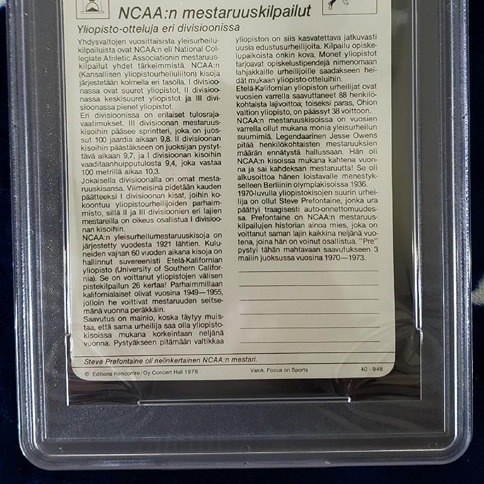 NCAA:n mestaruuskilpailut
Yliopisto-otteluja eri divisioonissa
Yhdysvaltojen vuosittaisista yleisurheilu-
kilpailuista ovat NCAA:n eli National Col-
legiate Athletic Associationin mestaruus-
kilpailut yhdet tärkeimmistä. NCAA:n
(Kansallisen yliopistourheiluliiton) kisoja
järjestetään kolmella eri tasolla. I divisioo-
nassa ovat suuret yliopistot, II divisioo-
nassa keskisuuret yliopistot ja III divi-
sioonassa pienet yliopistot.
Eri divisioonissa on erilaiset tulosraja-
vaatimukset. III divisioonan mestaruus-
kisoihin pääsee sprintteri, joka on juos-
sut 100 jaardia aikaan 9,8. II divisioonan
kisoihin päästäkseen on juoksijan pystyt-
tävä aikaan 9,7, ja I divisioonan kisoihin
vaaditaanhuipputulosta 9,4, joka vastaa
100 metrillä aikaa 10,3.
Jokaisella divisioonalla on omat mesta-
ruuskisansa. Viimeisinä pidetään kauden
päätteeksi I divisioonan kisat, joihin ko-
koontuu yliopistourheilijoiden parhaim-
misto, sillä II ja III divisioonien eri lajien
mestareilla on oikeus osallistua I divisioo-
nan kisoihin.
NCAA:n yleisurheilumestaruuskisoja on
järjestetty vuodesta 1921 lähtien. Kulu-
neiden vajaan 60 vuoden aikana kisoja on
hallinnut suvereenisti Etelä-Kalifornian
yliopisto (University of Southern Califor-
nia). Se on voittanut yliopistojen välisen
pistekilpailun 26 kertaa! Parhaimmillaan
kalifornialaiset olivat vuosina 1949—1955,
jolloin he voittivat mestaruuden seitse-
mänä vuonna peräkkäin.
Saavutus on mainio, koska täytyy muis-
taa, että sama urheilija saa olla yliopisto-
kisoissa mukana korkeintaan neljänä
vuonna. Pystyäkseen pitämään valtikkaa
yliopiston on siis kasvatettava jatkuvasti
uusia edustusurheilijoita. Kilpailu opiske-
lupaikoista onkin kova. Monet yliopistot
tarjoavat opiskelustipendejä nimenomaan
lahjakkaille urheilijoille saadakseen hei-
dät mukaan yliopisto-otteluihin.
Etelä-Kalifornian yliopiston urheilijat ovat
vuosien varrella saavuttaneet 88 henkilö-
kohtaista lajivoittoa; toiseksi paras, Ohion
valtion yliopisto, on päässyt 38 voittoon.
NCAA:n mestaruuskisoissa on vuosien
varrella ollut mukana monia yleisurheilun
suurnimiä. Legendaarinen Jesse Owens
pitää henkilökohtaisten mestaruuksien
määrän ennätystä hallussaan. Hän oli
NCAA:n kisoissa mukana kahtena vuon-
na ja sai kahdeksan mestaruutta! Se oli
alkusoittoa hänen loistavalle menestyk-
selleen Berliinin olympiakisoissa 1936.
1970-luvulla yliopistokisojen suurin urhei-
lija on ollut Steve Prefontaine, jonka ura
päättyi traagisesti auto-onnettomuudes-
sa. Prefontaine on NCAA:n mestaruus-
kilpailujen historian ainoa mies, joka on
voittanut saman lajin kaikkina neljänä vuo-
tena, joina hän on voinut osallistua. "Pre"
pystyi tähän mahtavaan saavutukseen 3
mailin juoksussa vuosina 1970—1973.
Steve Prefontaine oli nelinkertainen NCAA:n mestari.
© Editions Rencontre/Oy Concert Hall 1978
Valok. Focus on Sports
40 - 948